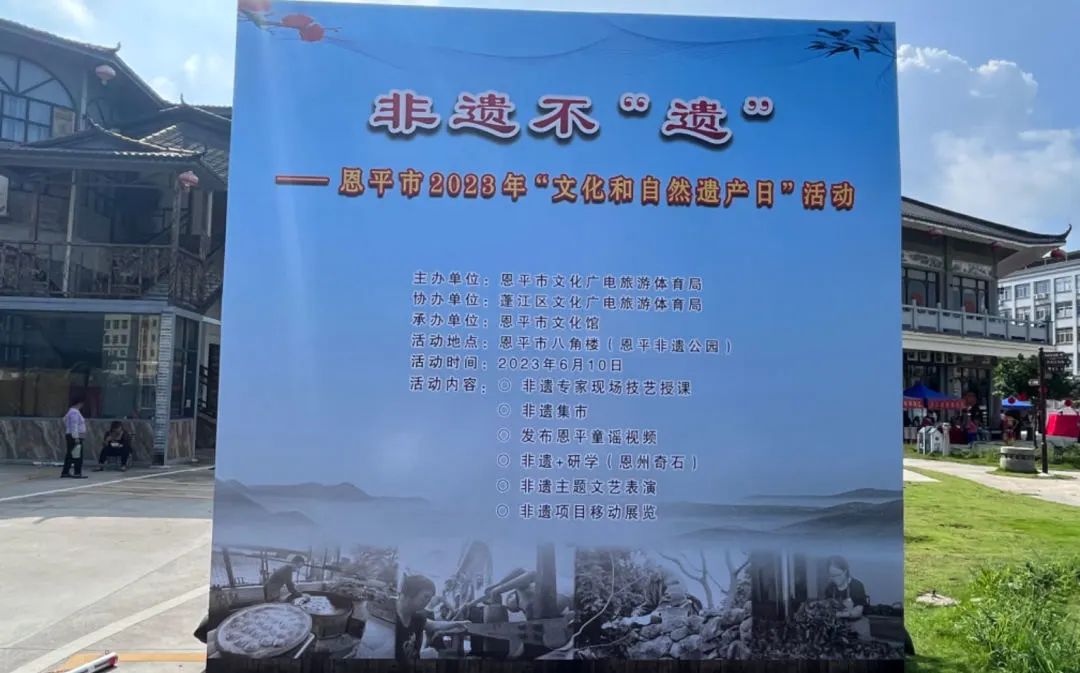 非遗不“遗”
——恩平市2023年“文化和自然遗产日”活动
主办单位：恩平市文化广电旅游体育局
协办单位：蓬江区文化广电旅游体育局
承办单位：恩平市文化馆
活动地点：恩平市八角楼（恩平非遗公园）
活动时间：2023年6月10日
活动内容：○ 非遗专家现场技艺授课
○ 非遗集市
○ 发布恩平童谣视频
○ 非遗+研学（恩州奇石）
○ 非遗主题文艺表演
○ 非遗项目移动展览